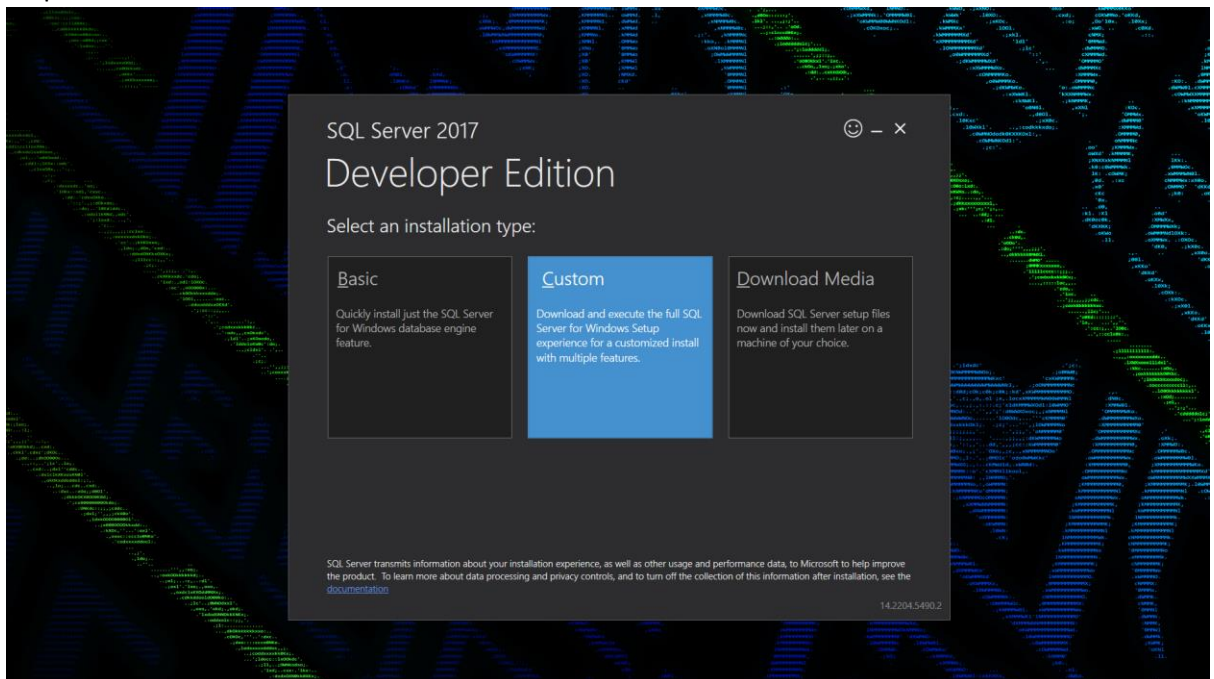 SQL Server 2017
Developer Edition
Select an installation type:
Basic
Quickly install just the SQL Server
for Windows database engine
feature.
Custom
Download and execute the full SQL
Server for Windows Setup
experience for a customized install
with multiple features.
Download Media
Download SQL Server setup files
now and install them later on a
machine of your choice.
SQL Server transmits information about your installation experience, as well as other usage and performance data, to Microsoft to help improve
the product. To learn more about data processing and privacy controls, and to turn off the collection of this information after installation, see the
documentation
14.2204.5490.2